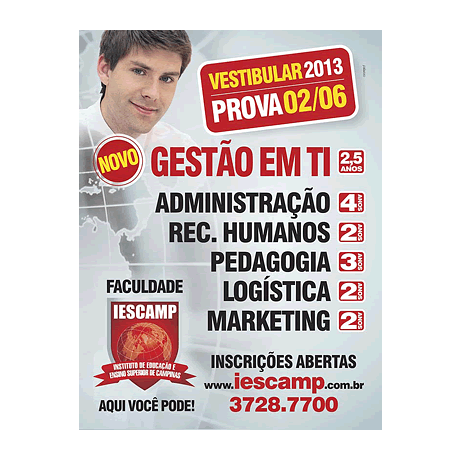 VESTIBULAR 2013
PROVA 02/06
NOVO
GESTÃO EM TI 2,5 ANOS
ADMINISTRAÇÃO 4 ANOS
REC. HUMANOS 2 ANOS
PEDAGOGIA 3 ANOS
LOGÍSTICA 2 ANOS
MARKETING 2 ANOS
FACULDADE
IESCAMP
INSTITUTO DE EDUCAÇÃO E
ENSINO SUPERIOR DE CAMPINAS
AQUI VOCÊ PODE!
INSCRIÇÕES ABERTAS
www.iescamp.com.br
3728.7700